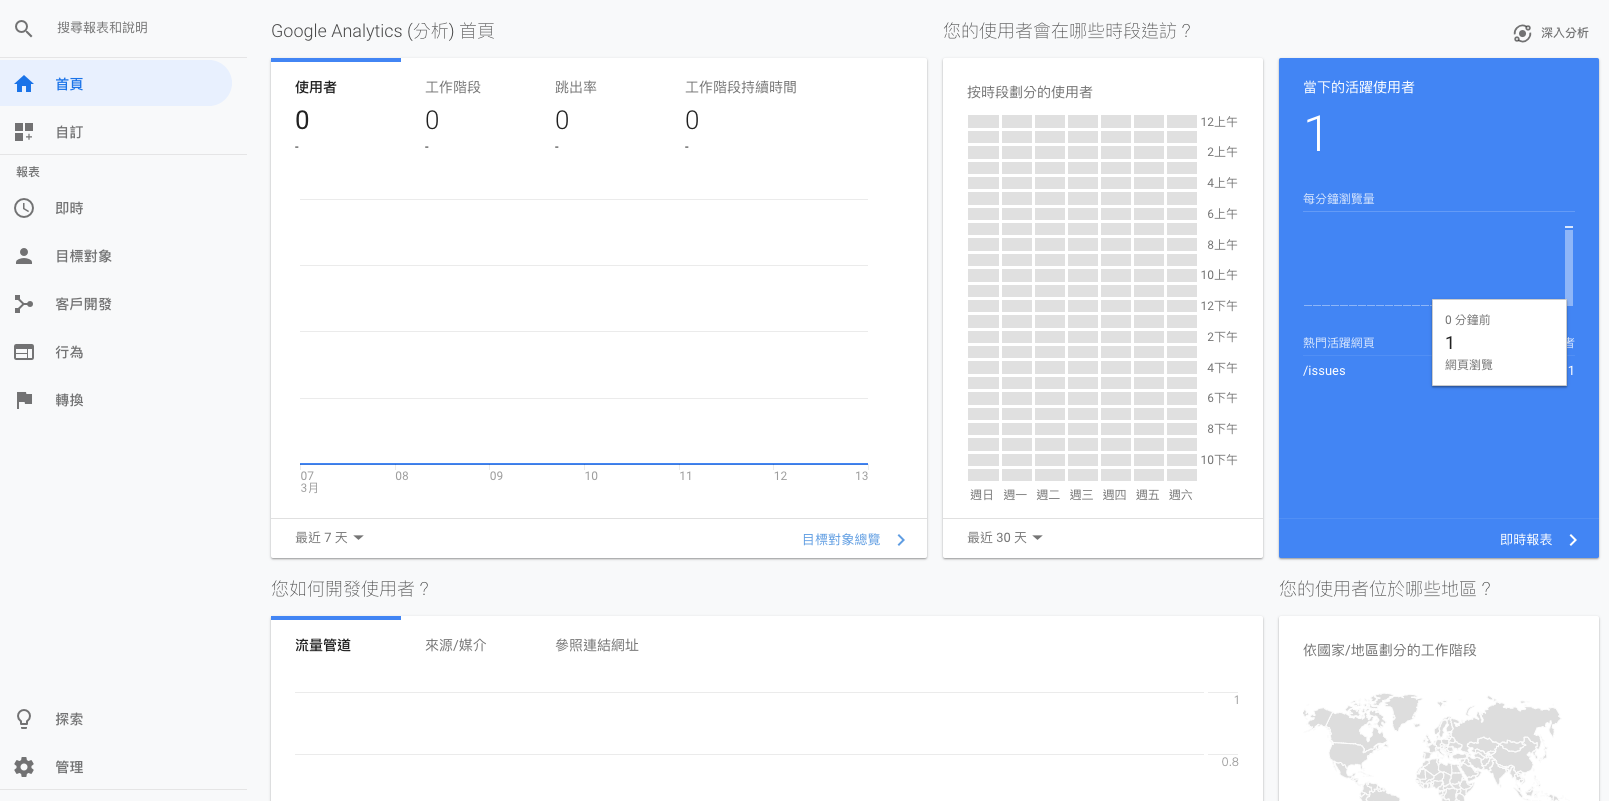 搜尋報表和說明
首頁
自訂
報表
即時
目標對象
客戶開發
行為
轉換
探索
管理
Google Analytics (分析) 首頁
使用者
0
-
工作階段
0
-
跳出率
0
-
工作階段持續時間
0
-
07
3月
08
09
10
11
12
13
最近 7 天
目標對象總覽
您的使用者會在哪些時段造訪？
深入分析
按時段劃分的使用者
12上午
2上午
4上午
6上午
8上午
10上午
12下午
2下午
4下午
6下午
8下午
10下午
週日 週一 週二 週三 週四 週五 週六
最近 30 天
當下的活躍使用者
1
每分鐘瀏覽量
0 分鐘前
1
網頁瀏覽
熱門活躍網頁 者
/issues 1
即時報表
您如何開發使用者？
流量管道
來源/媒介
參照連結網址
1
0.8
您的使用者位於哪些地區？
依國家/地區劃分的工作階段